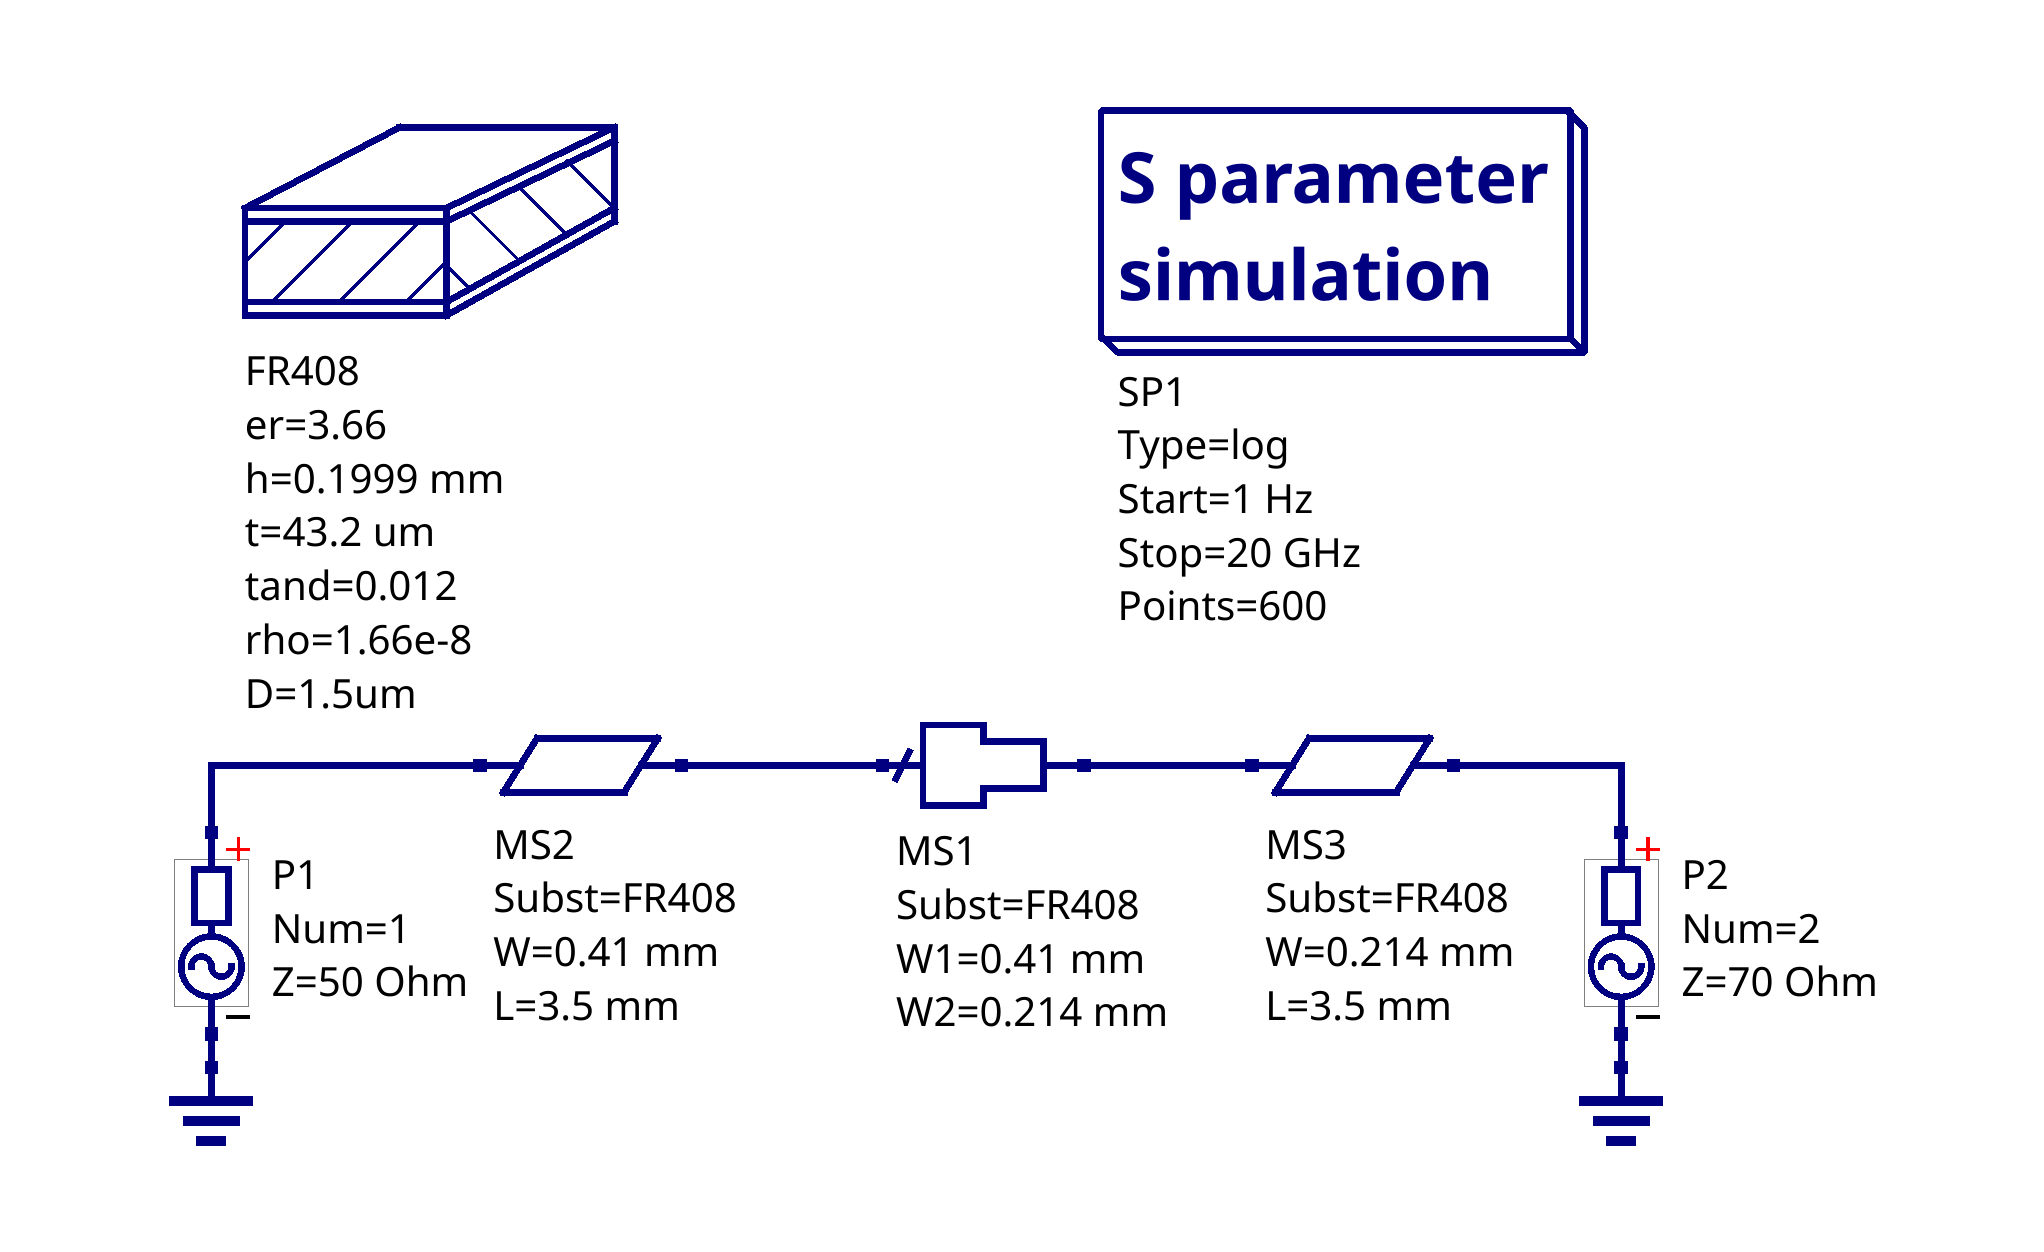 S parameter
simulation
FR408
er=3.66
h=0.1999 mm
t=43.2 um
tand=0.012
rho=1.66e-8
D=1.5um
SP1
Type=log
Start=1 Hz
Stop=20 GHz
Points=600
P1
Num=1
Z=50 Ohm
MS2
Subst=FR408
W=0.41 mm
L=3.5 mm
MS1
Subst=FR408
W1=0.41 mm
W2=0.214 mm
MS3
Subst=FR408
W=0.214 mm
L=3.5 mm
P2
Num=2
Z=70 Ohm